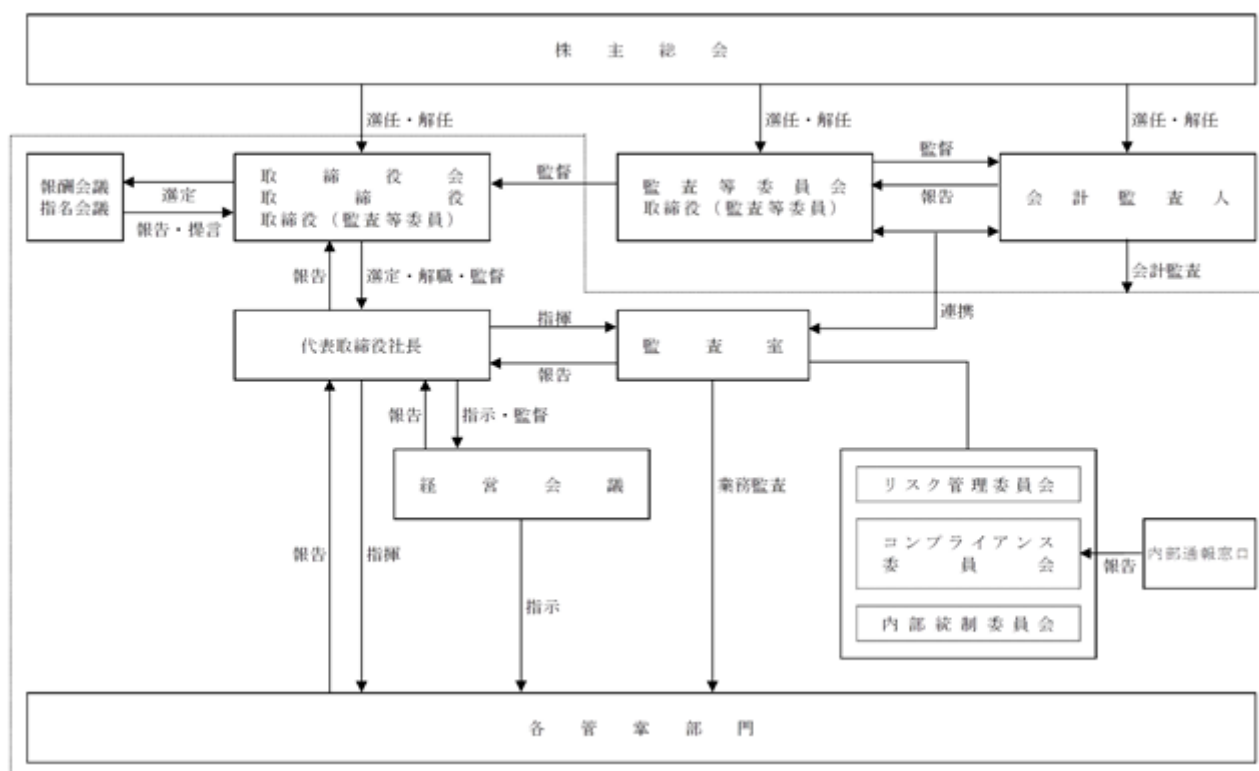 株主総会
選任・解任
選任・解任
選任・解任
報酬会議
指名会議
選定
報告・提言
取締役会
取締役
取締役（監査等委員）
監督
監査等委員会
取締役（監査等委員）
監督
報告
会計監査人
報告
選定・解職・監督
会計監査
連携
代表取締役社長
指揮
報告
監査室
報告
指示・監督
経営会議
業務監査
リスク管理委員会
コンプライアンス
委員会
内部統制委員会
報告
内部通報窓口
報告
指揮
指示
各管掌部門